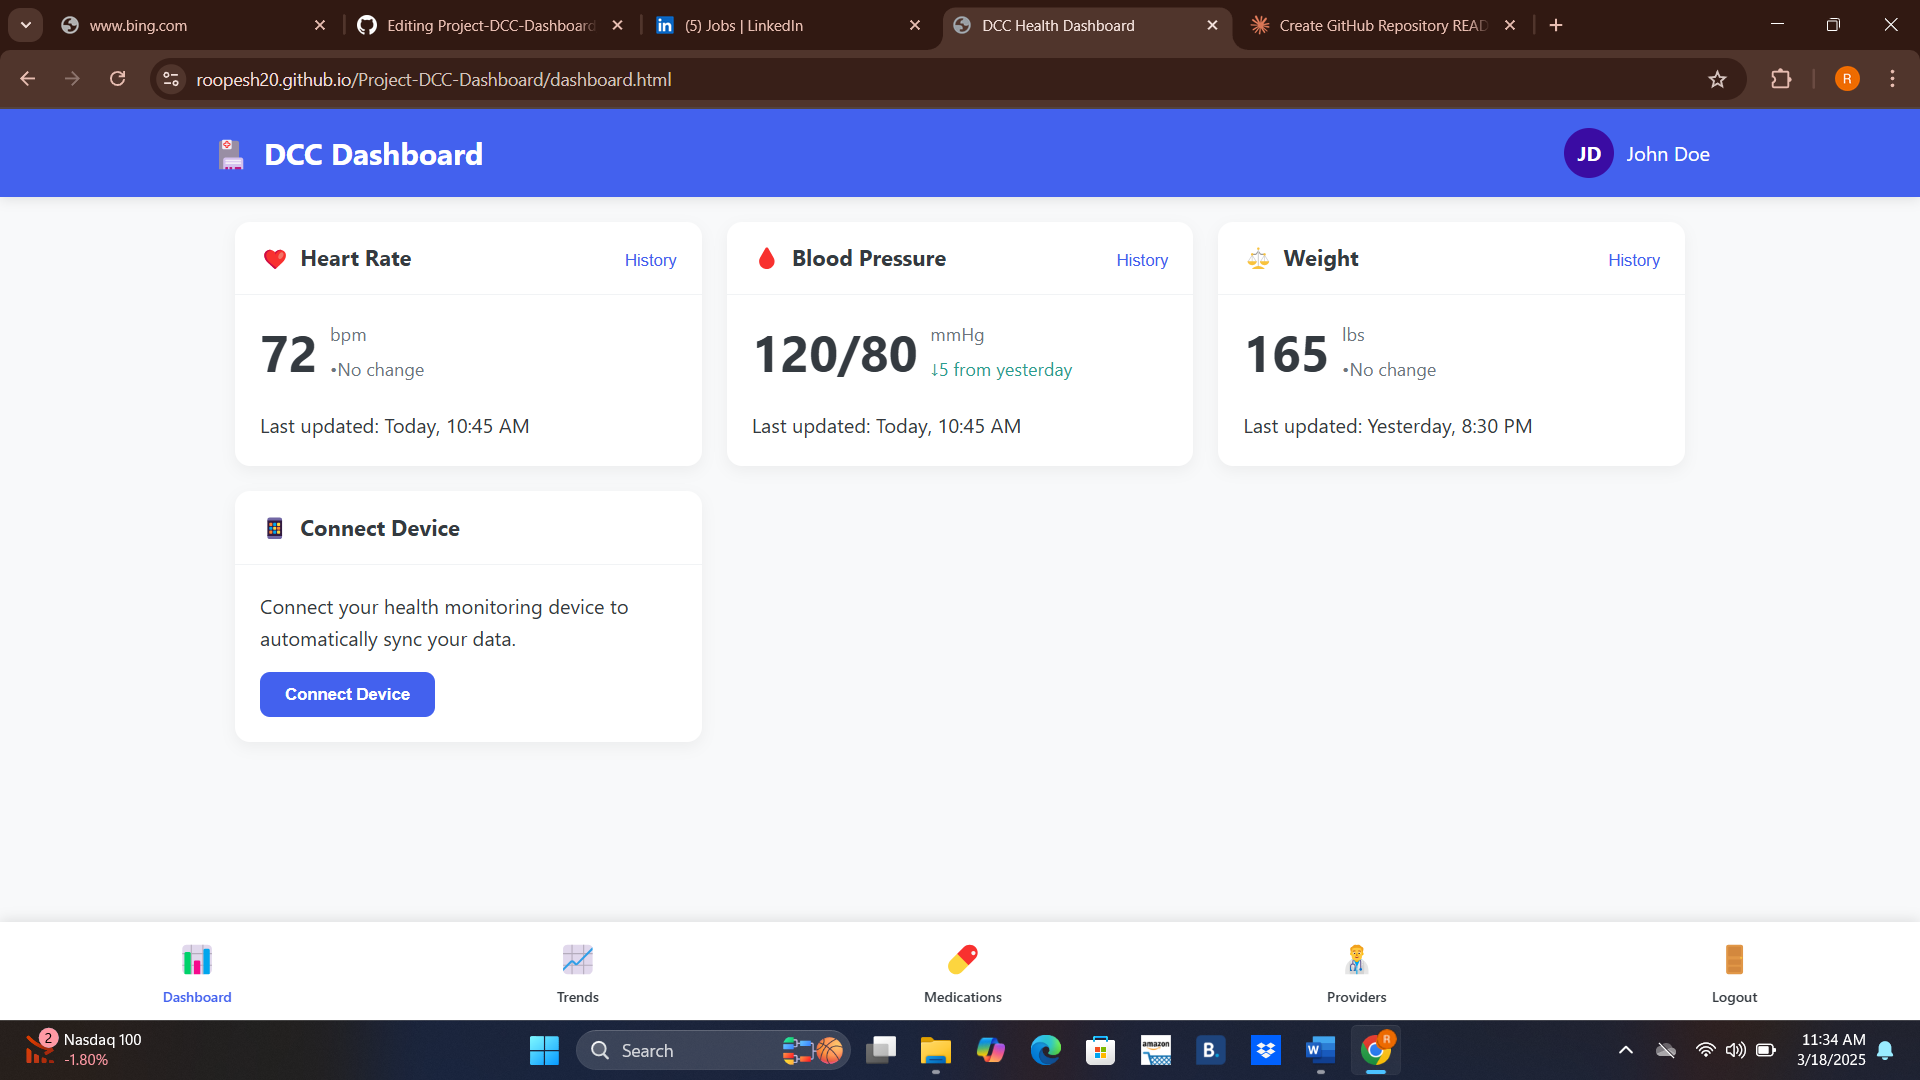 www.bing.com
Editing Project-DCC-Dashboard
(5) Jobs | LinkedIn
DCC Health Dashboard
Create GitHub Repository READ
roopesh20.github.io/Project-DCC-Dashboard/dashboard.html
R
DCC Dashboard
JD
John Doe
Heart Rate
History
72
bpm
•No change
Last updated: Today, 10:45 AM
Blood Pressure
History
120/80
mmHg
↓5 from yesterday
Last updated: Today, 10:45 AM
Weight
History
165
lbs
•No change
Last updated: Yesterday, 8:30 PM
Connect Device
Connect your health monitoring device to
automatically sync your data.
Connect Device
Dashboard
Trends
Medications
Providers
Logout
2
Nasdaq 100
-1.80%
Search
amazon
B.
W
R
11:34 AM
3/18/2025